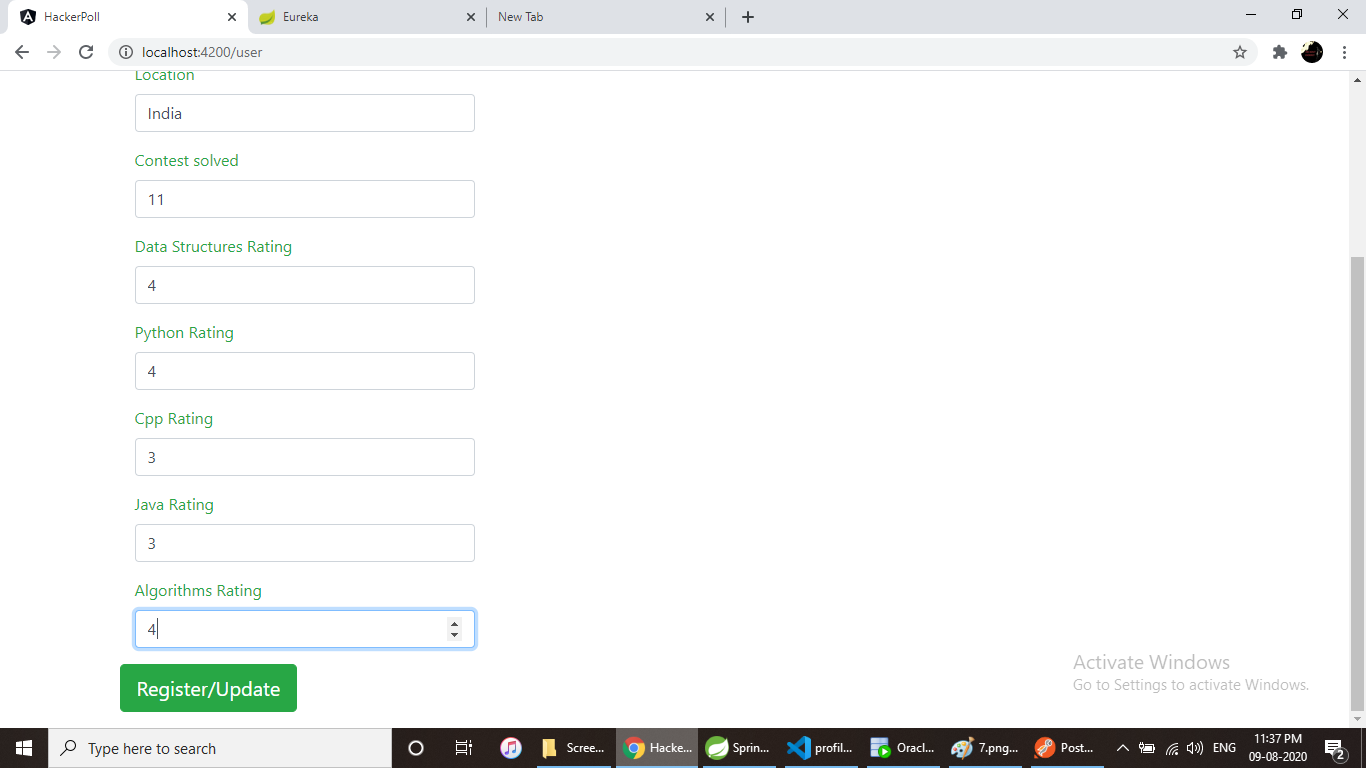 HackerPoll
Eureka
New Tab
localhost:4200/user
Location
India
Contest solved
11
Data Structures Rating
4
Python Rating
4
Cpp Rating
3
Java Rating
3
Algorithms Rating
4
Register/Update
Activate Windows
Go to Settings to activate Windows.
Type here to search
Scree...
Hacke...
Sprin...
profil...
Oracl...
7.png...
Post...
ENG
11:37 PM
09-08-2020
2